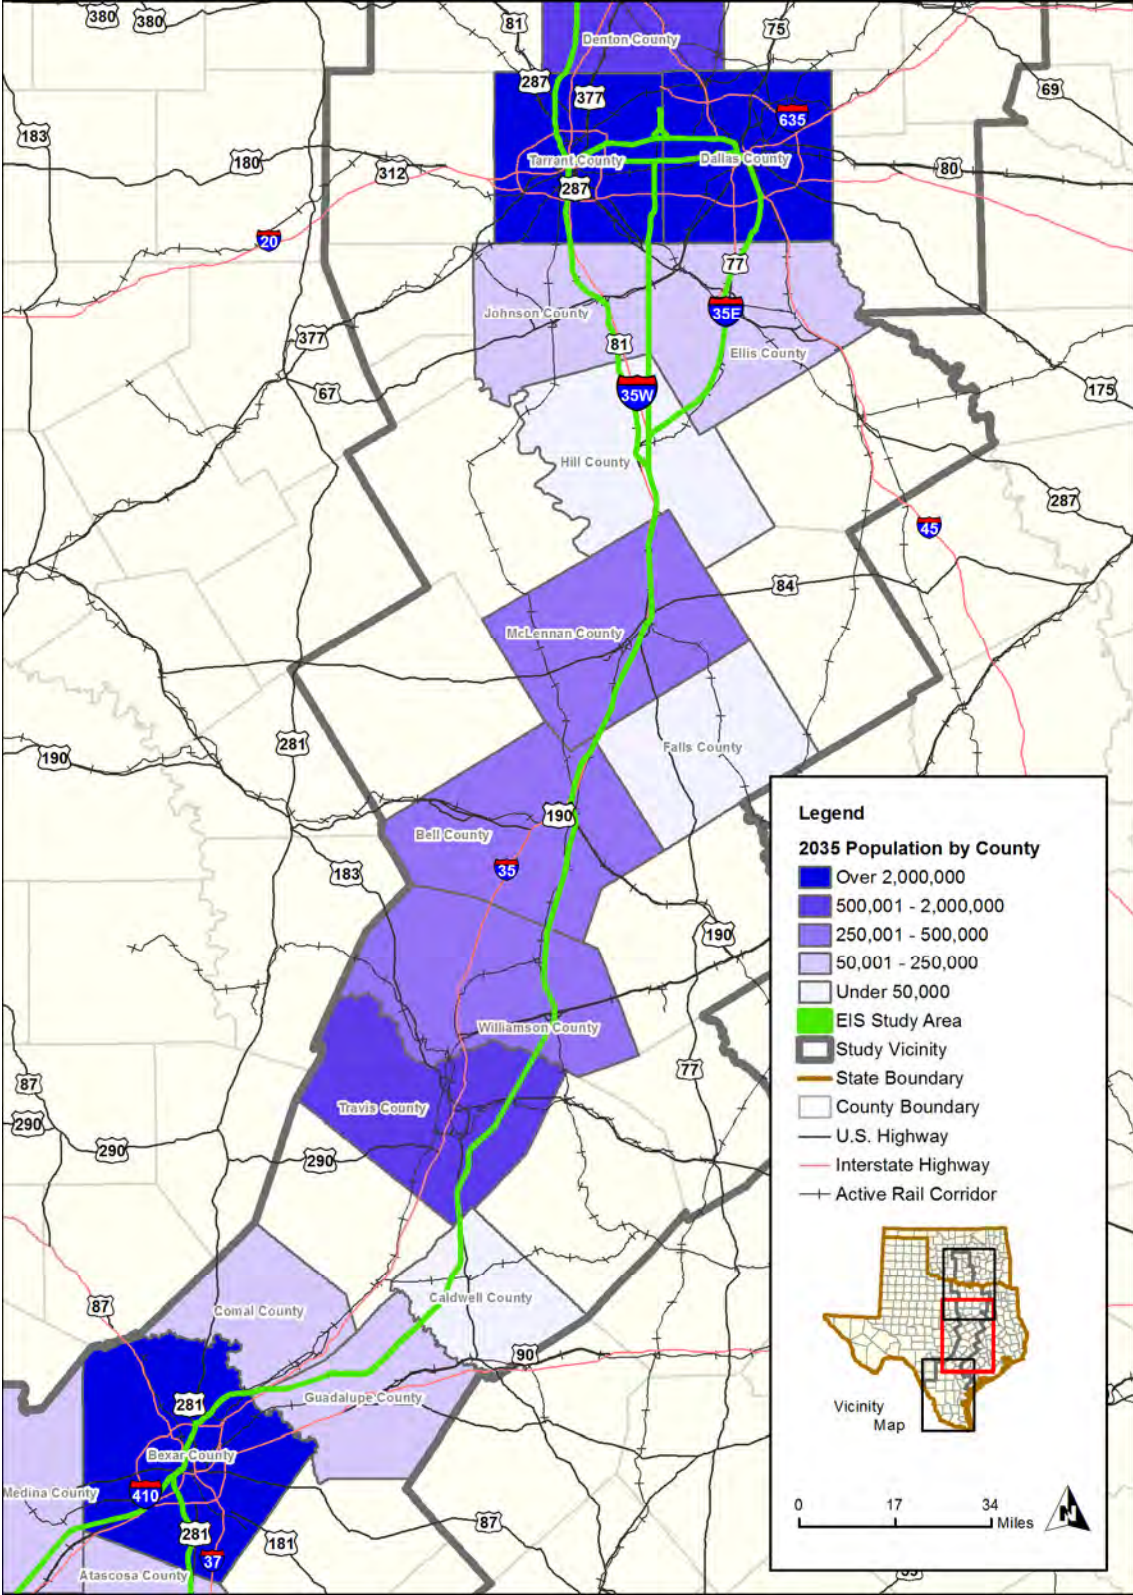 380
380
81
75
Denton County
287
377
69
635
183
180
312
Tarrant County
Dallas County
80
287
20
77
35E
Johnson County
81
377
Ellis County
67
35W
175
Hill County
287
45
84
McLennan County
281
190
Falls County
190
Bell County
35
183
190
Williamson County
77
87
Travis County
290
290
290
Comal County
Caldwell County
87
90
Guadalupe County
281
Bexar County
Medina County
410
281
37
181
87
Atascosa County
Legend
2035 Population by County
Over 2,000,000
500,001 - 2,000,000
250,001 - 500,000
50,001 - 250,000
Under 50,000
EIS Study Area
Study Vicinity
State Boundary
County Boundary
U.S. Highway
Interstate Highway
Active Rail Corridor
Vicinity
Map
0 17 34
Miles
N